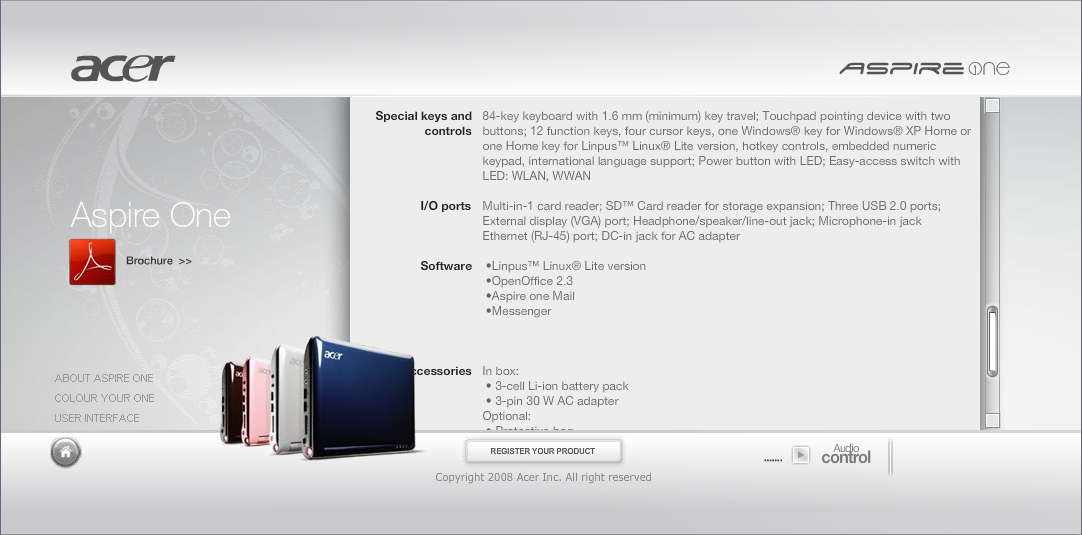 acer
ASPIRE one
Special keys and controls
84-key keyboard with 1.6 mm (minimum) key travel; Touchpad pointing device with two
buttons; 12 function keys, four cursor keys, one Windows® key for Windows® XP Home or
one Home key for Linpus™ Linux® Lite version, hotkey controls, embedded numeric
keypad, international language support; Power button with LED; Easy-access switch with
LED: WLAN, WWAN
I/O ports
Multi-in-1 card reader; SD™ Card reader for storage expansion; Three USB 2.0 ports;
External display (VGA) port; Headphone/speaker/line-out jack; Microphone-in jack
Ethernet (RJ-45) port; DC-in jack for AC adapter
Software
•Linpus™ Linux® Lite version
•OpenOffice 2.3
•Aspire one Mail
•Messenger
ccessories
In box:
• 3-cell Li-ion battery pack
• 3-pin 30 W AC adapter
Optional:
• Protective bag
Aspire One
Brochure >>
ABOUT ASPIRE ONE
COLOUR YOUR ONE
USER INTERFACE
acer
REGISTER YOUR PRODUCT
Copyright 2008 Acer Inc. All right reserved
.......
Audio
control